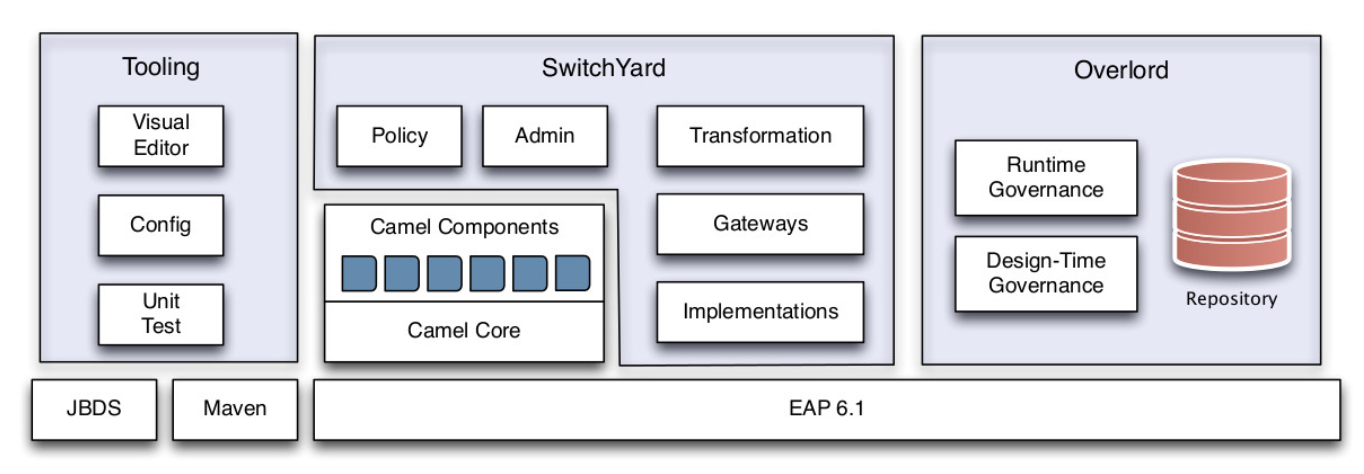 Tooling
Visual
Editor
Config
Unit
Test
SwitchYard
Policy
Admin
Transformation
Gateways
Implementations
Camel Components
Camel Core
Overlord
Runtime
Governance
Design-Time
Governance
Repository
JBDS
Maven
EAP 6.1